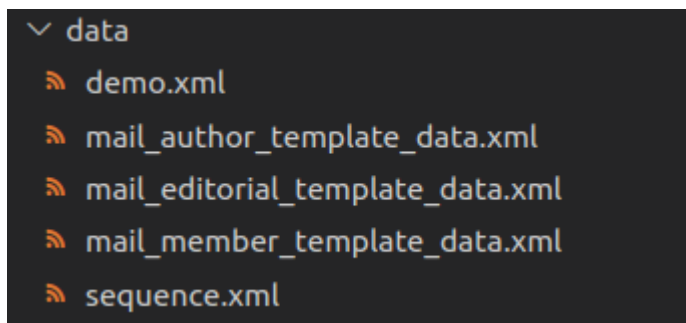 data
demo.xml
mail_author_template_data.xml
mail_editorial_template_data.xml
mail_member_template_data.xml
sequence.xml